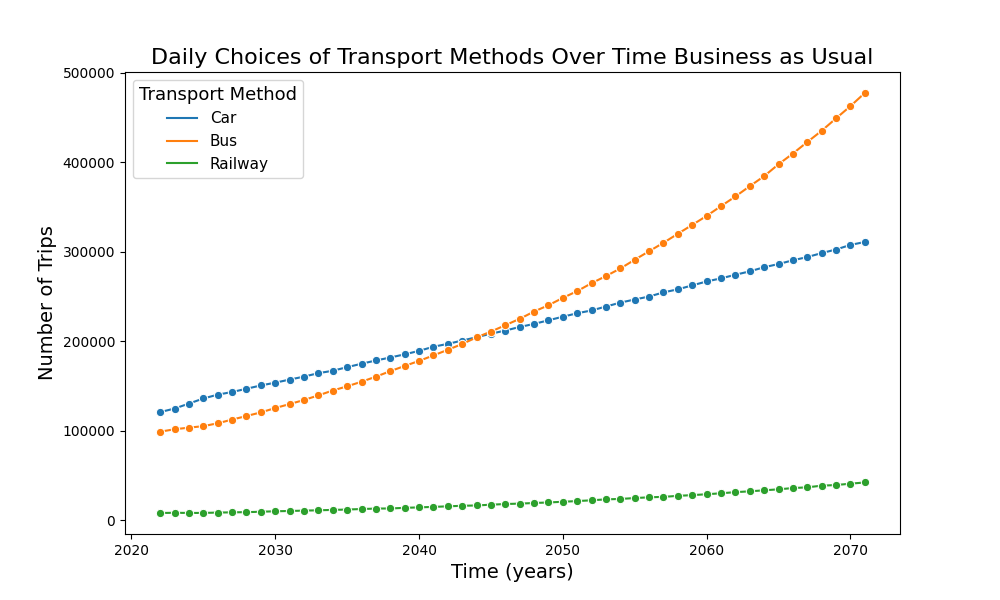 Daily Choices of Transport Methods Over Time Business as Usual
Transport Method
Car
Bus
Railway
Number of Trips
500000
400000
300000
200000
100000
0
2020
2030
2040
2050
2060
2070
Time (years)